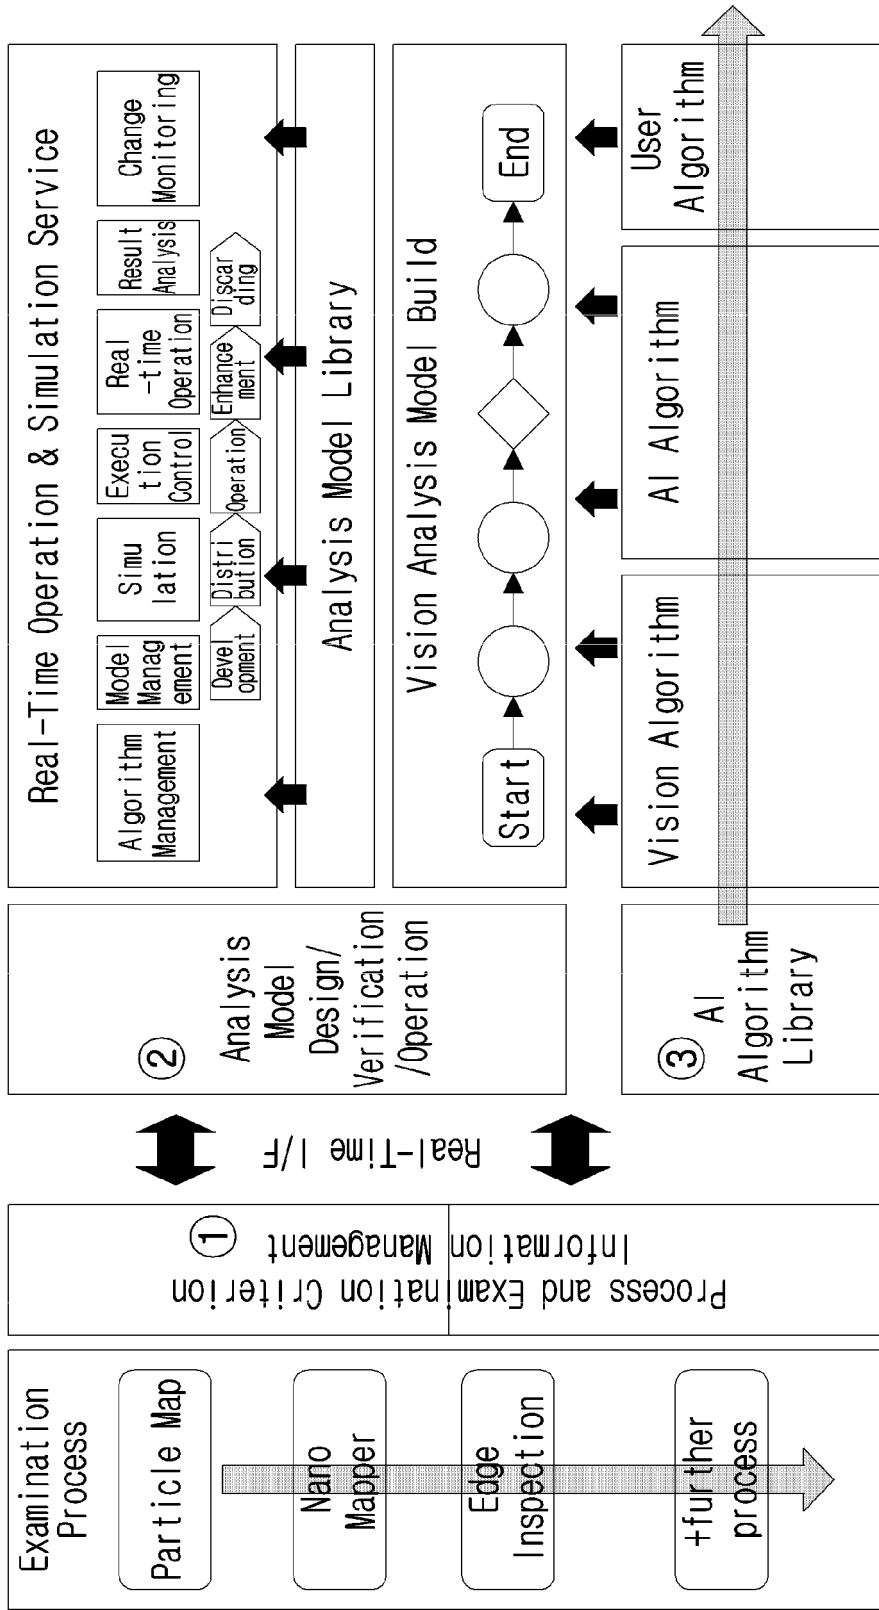 Examination
Process
Particle Map
Nano
Mapper
Edge
Inspection
+further
process
①
Process and Examination Criterion
Information Management
Real-Time I/F
②
Analysis
Model
Design/
Verification
/Operation
③
AI
Algorithm
Library
Real-Time Operation & Simulation Service
Algorithm
Management
Model
Manag
ement
Simu
lation
Execu
tion
Control
Real
-time
Operation
Result
Analysis
Change
Monitoring
Devel
opment
Distri
bution
Operation
Enhance
ment
Discar
ding
Analysis Model Library
Vision Analysis Model Build
Start
End
Vision Algorithm
AI Algorithm
User
Algorithm